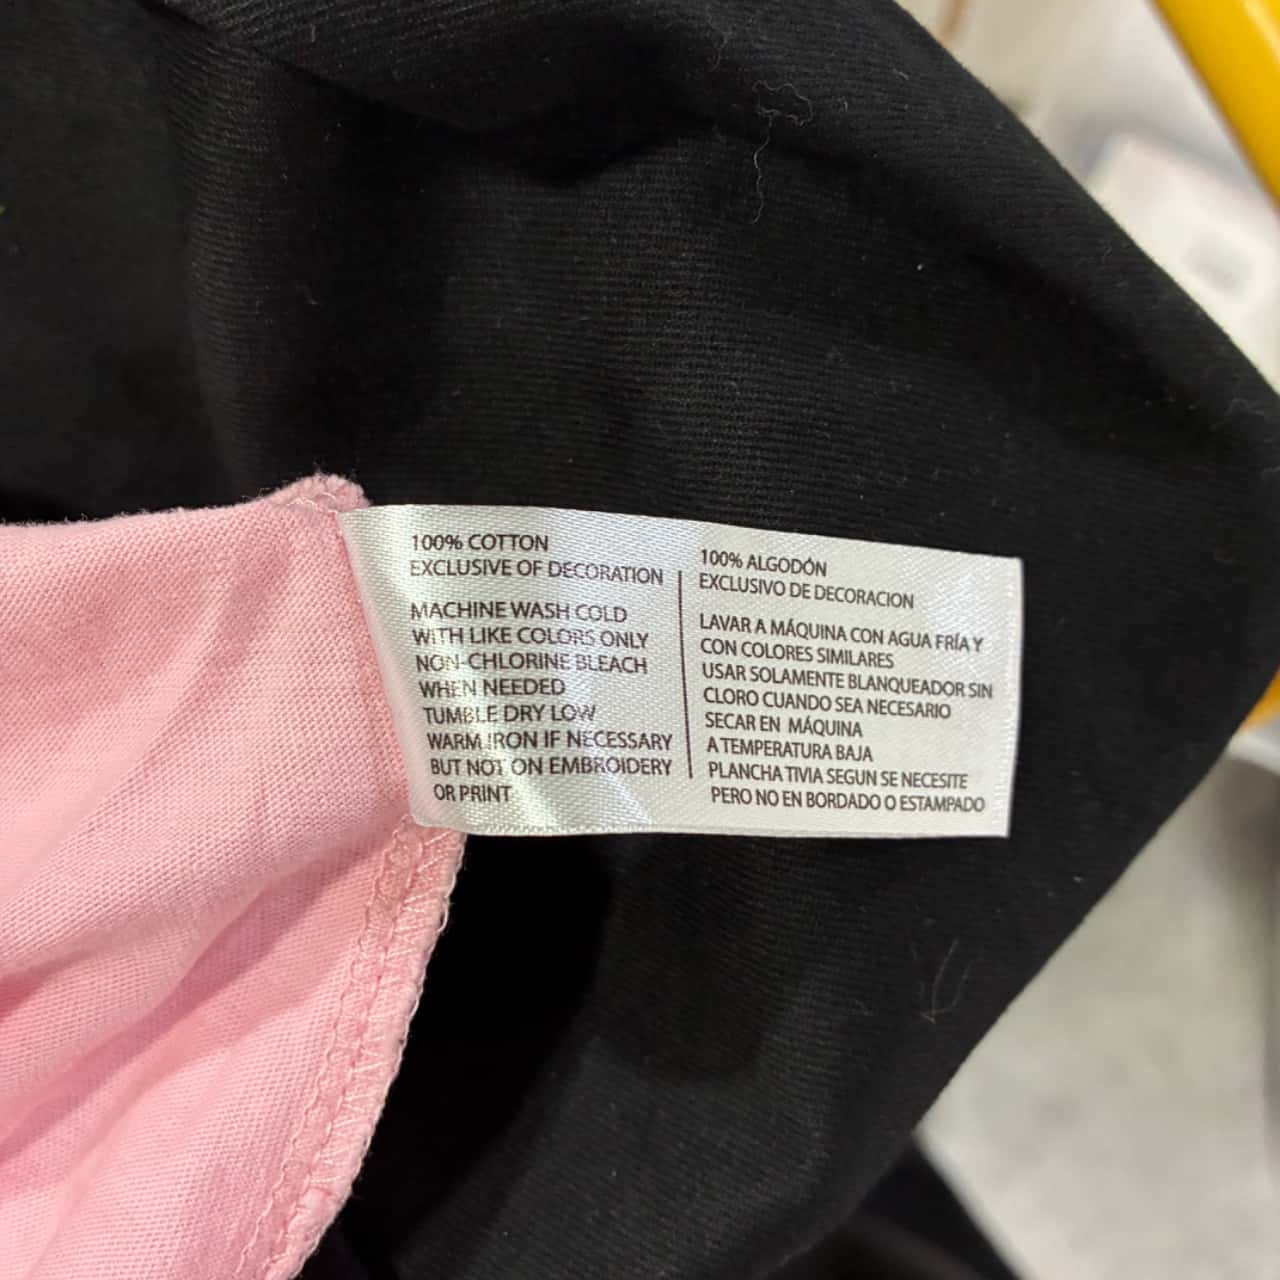 100% COTTON
EXCLUSIVE OF DECORATION
MACHINE WASH COLD
WITH LIKE COLORS ONLY
NON-CHLORINE BLEACH
WHEN NEEDED
TUMBLE DRY LOW
WARM IRON IF NECESSARY
BUT NOT ON EMBROIDERY
OR PRINT
100% ALGODÓN
EXCLUSIVO DE DECORACION
LAVAR A MÁQUINA CON AGUA FRÍA Y
CON COLORES SIMILARES
USAR SOLAMENTE BLANQUEADOR SIN
CLORO CUANDO SEA NECESARIO
SECAR EN MÁQUINA
A TEMPERATURA BAJA
PLANCHA TIVIA SEGUN SE NECESITE
PERO NO EN BORDADO O ESTAMPADO